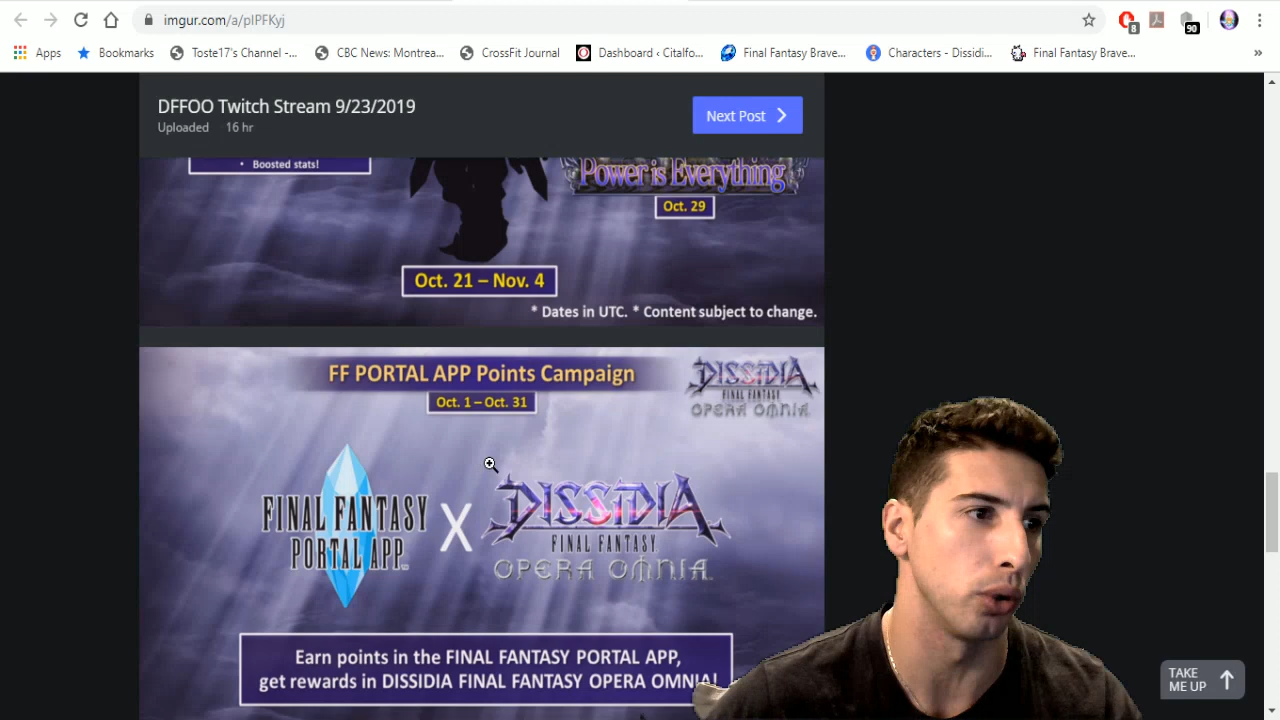 imgur.com/a/pIPFKyj
8
90
Apps
Bookmarks
Toste17's Channel -...
CBC News: Montrea...
CrossFit Journal
Dashboard ‹ Citalfo...
Final Fantasy Brave...
Characters - Dissidi...
Final Fantasy Brave...
»
DFFOO Twitch Stream 9/23/2019
Uploaded 16 hr
Next Post
• Boosted stats!
Power is Everything
Oct. 29
Oct. 21 – Nov. 4
* Dates in UTC. * Content subject to change.
FF PORTAL APP Points Campaign
Oct. 1 – Oct. 31
DISSIDIA
FINAL FANTASY
OPERA OMNIA
FINAL FANTASY
PORTAL APP
X
DISSIDIA
FINAL FANTASY
OPERA OMNIA
Earn points in the FINAL FANTASY PORTAL APP,
get rewards in DISSIDIA FINAL FANTASY OPERA OMNIA!
TAKE
ME UP